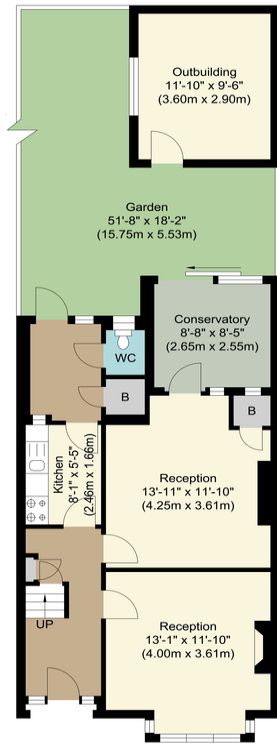 Outbuilding
11'-10" x 9'-6"
(3.60m x 2.90m)
Garden
51'-8" x 18'-2"
(15.75m x 5.53m)
Conservatory
8'-8" x 8'-5"
(2.65m x 2.55m)
WC
B
B
Kitchen
8'-1" x 5'-5"
(2.46m x 1.66m)
Reception
13'-11" x 11'-10"
(4.25m x 3.61m)
UP
Reception
13'-1" x 11'-10"
(4.00m x 3.61m)